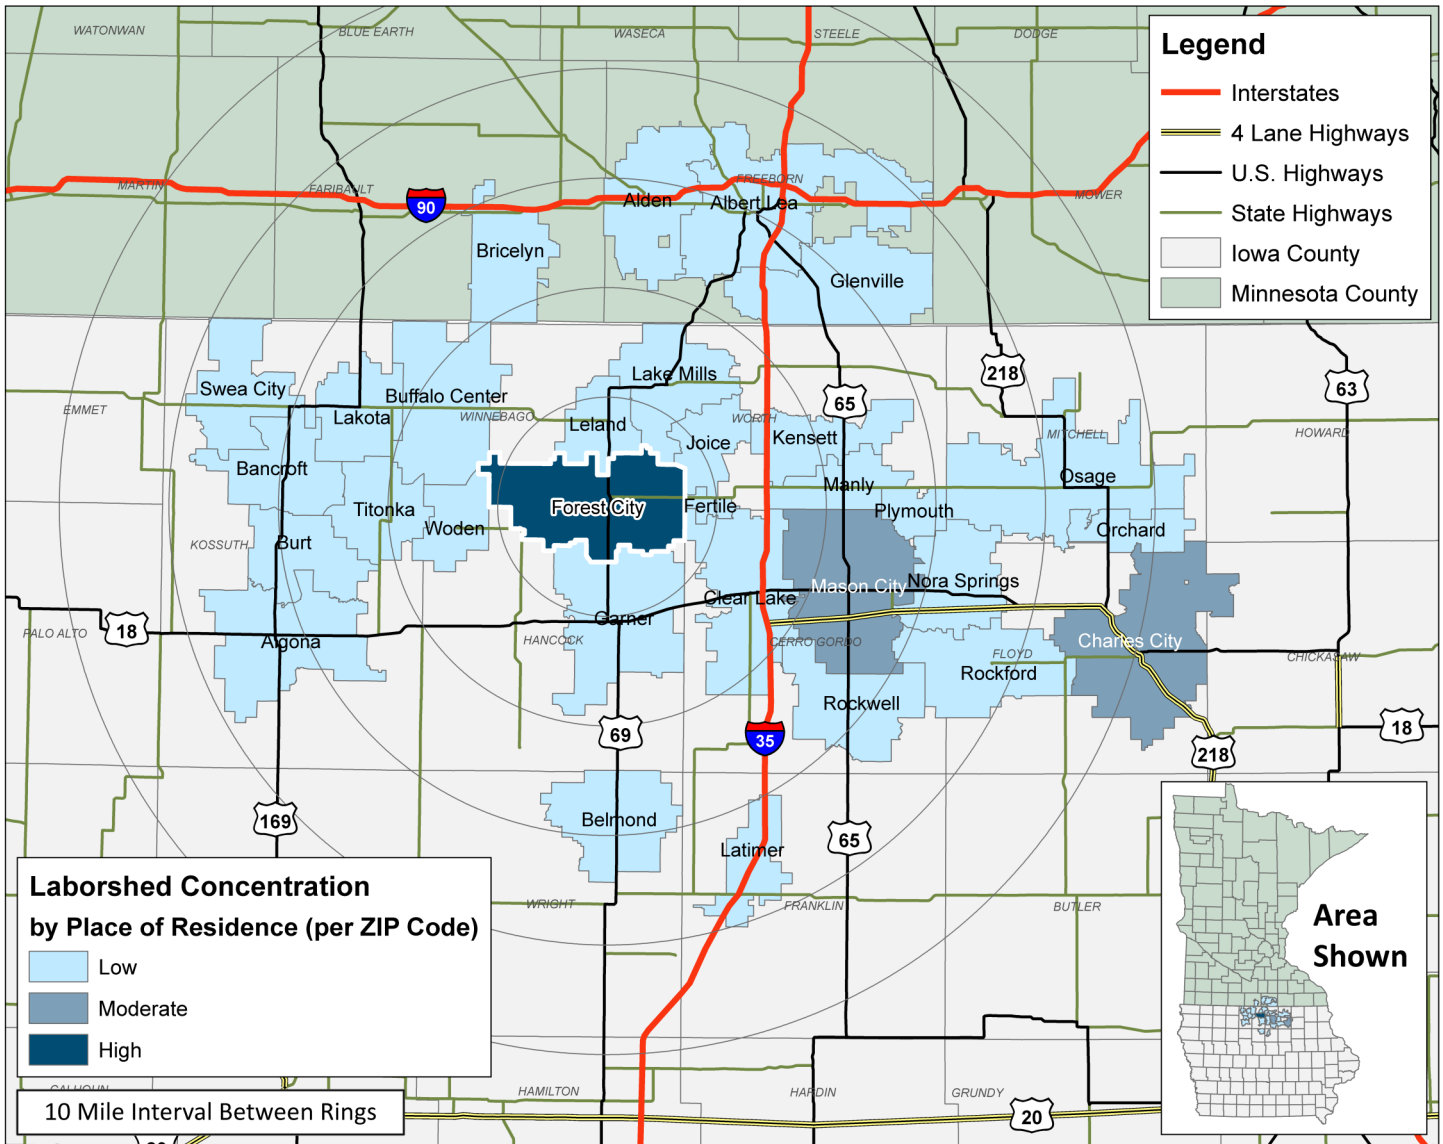 WATONWAN
BLUE EARTH
WASECA
STEELE
DODGE
Legend
Interstates
4 Lane Highways
U.S. Highways
State Highways
Iowa County
Minnesota County
MARTIN
FARIBAULT
FREEBORN
MOWER
90
Alden
Albert Lea
Bricelyn
Glenville
Swea City
Buffalo Center
Lake Mills
218
63
65
EMMET
Lakota
WINNEBAGO
Leland
WORTH
Kensett
MITCHELL
HOWARD
Joice
Bancroft
Osage
Manly
Titonka
Forest City
Fertile
Plymouth
Woden
Orchard
KOSSUTH
Burt
Mason City
Nora Springs
Clear Lake
Garner
18
PALO ALTO
Algona
HANCOCK
CERRO GORDO
FLOYD
Charles City
CHICKASAW
Rockford
Rockwell
69
35
18
218
169
Belmond
65
Latimer
WRIGHT
FRANKLIN
BUTLER
Laborshed Concentration
by Place of Residence (per ZIP Code)
Low
Moderate
High
Area
Shown
CALHOUN
HAMILTON
HARDIN
GRUNDY
20
10 Mile Interval Between Rings